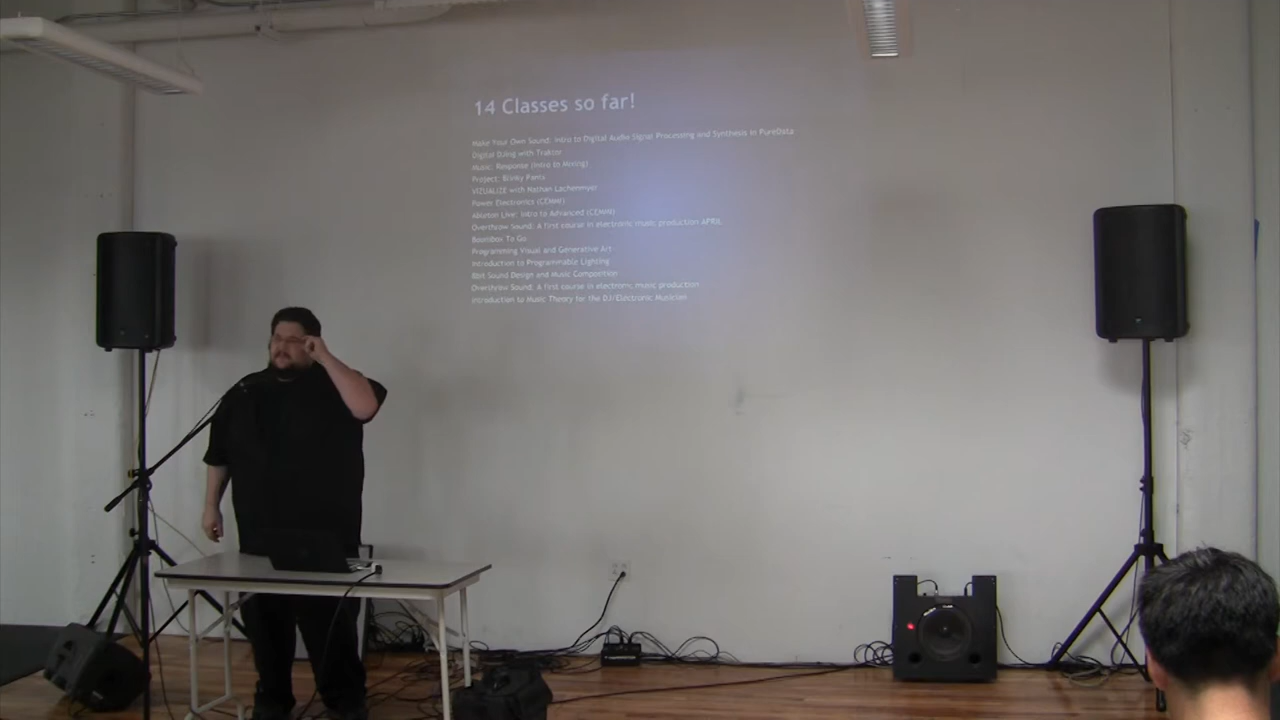 14 Classes so far!
Make Your Own Sound: Intro to Digital Audio Signal Processing and Synthesis in PureData
Digital DJing with Traktor
Music: Response (Intro to Mixing)
Project: Blinky Pants
VIZUALIZE with Nathan Lachenmyer
Power Electronics (CEMMI)
Ableton Live: Intro to Advanced (CEMMI)
Overthrow Sound: A first course in electronic music production APRIL
BoomBox To Go
Programming Visual and Generative Art
Introduction to Programmable Lighting
8bit Sound Design and Music Composition
Overthrow Sound: A first course in electronic music production
Introduction to Music Theory for the DJ/Electronic Musician